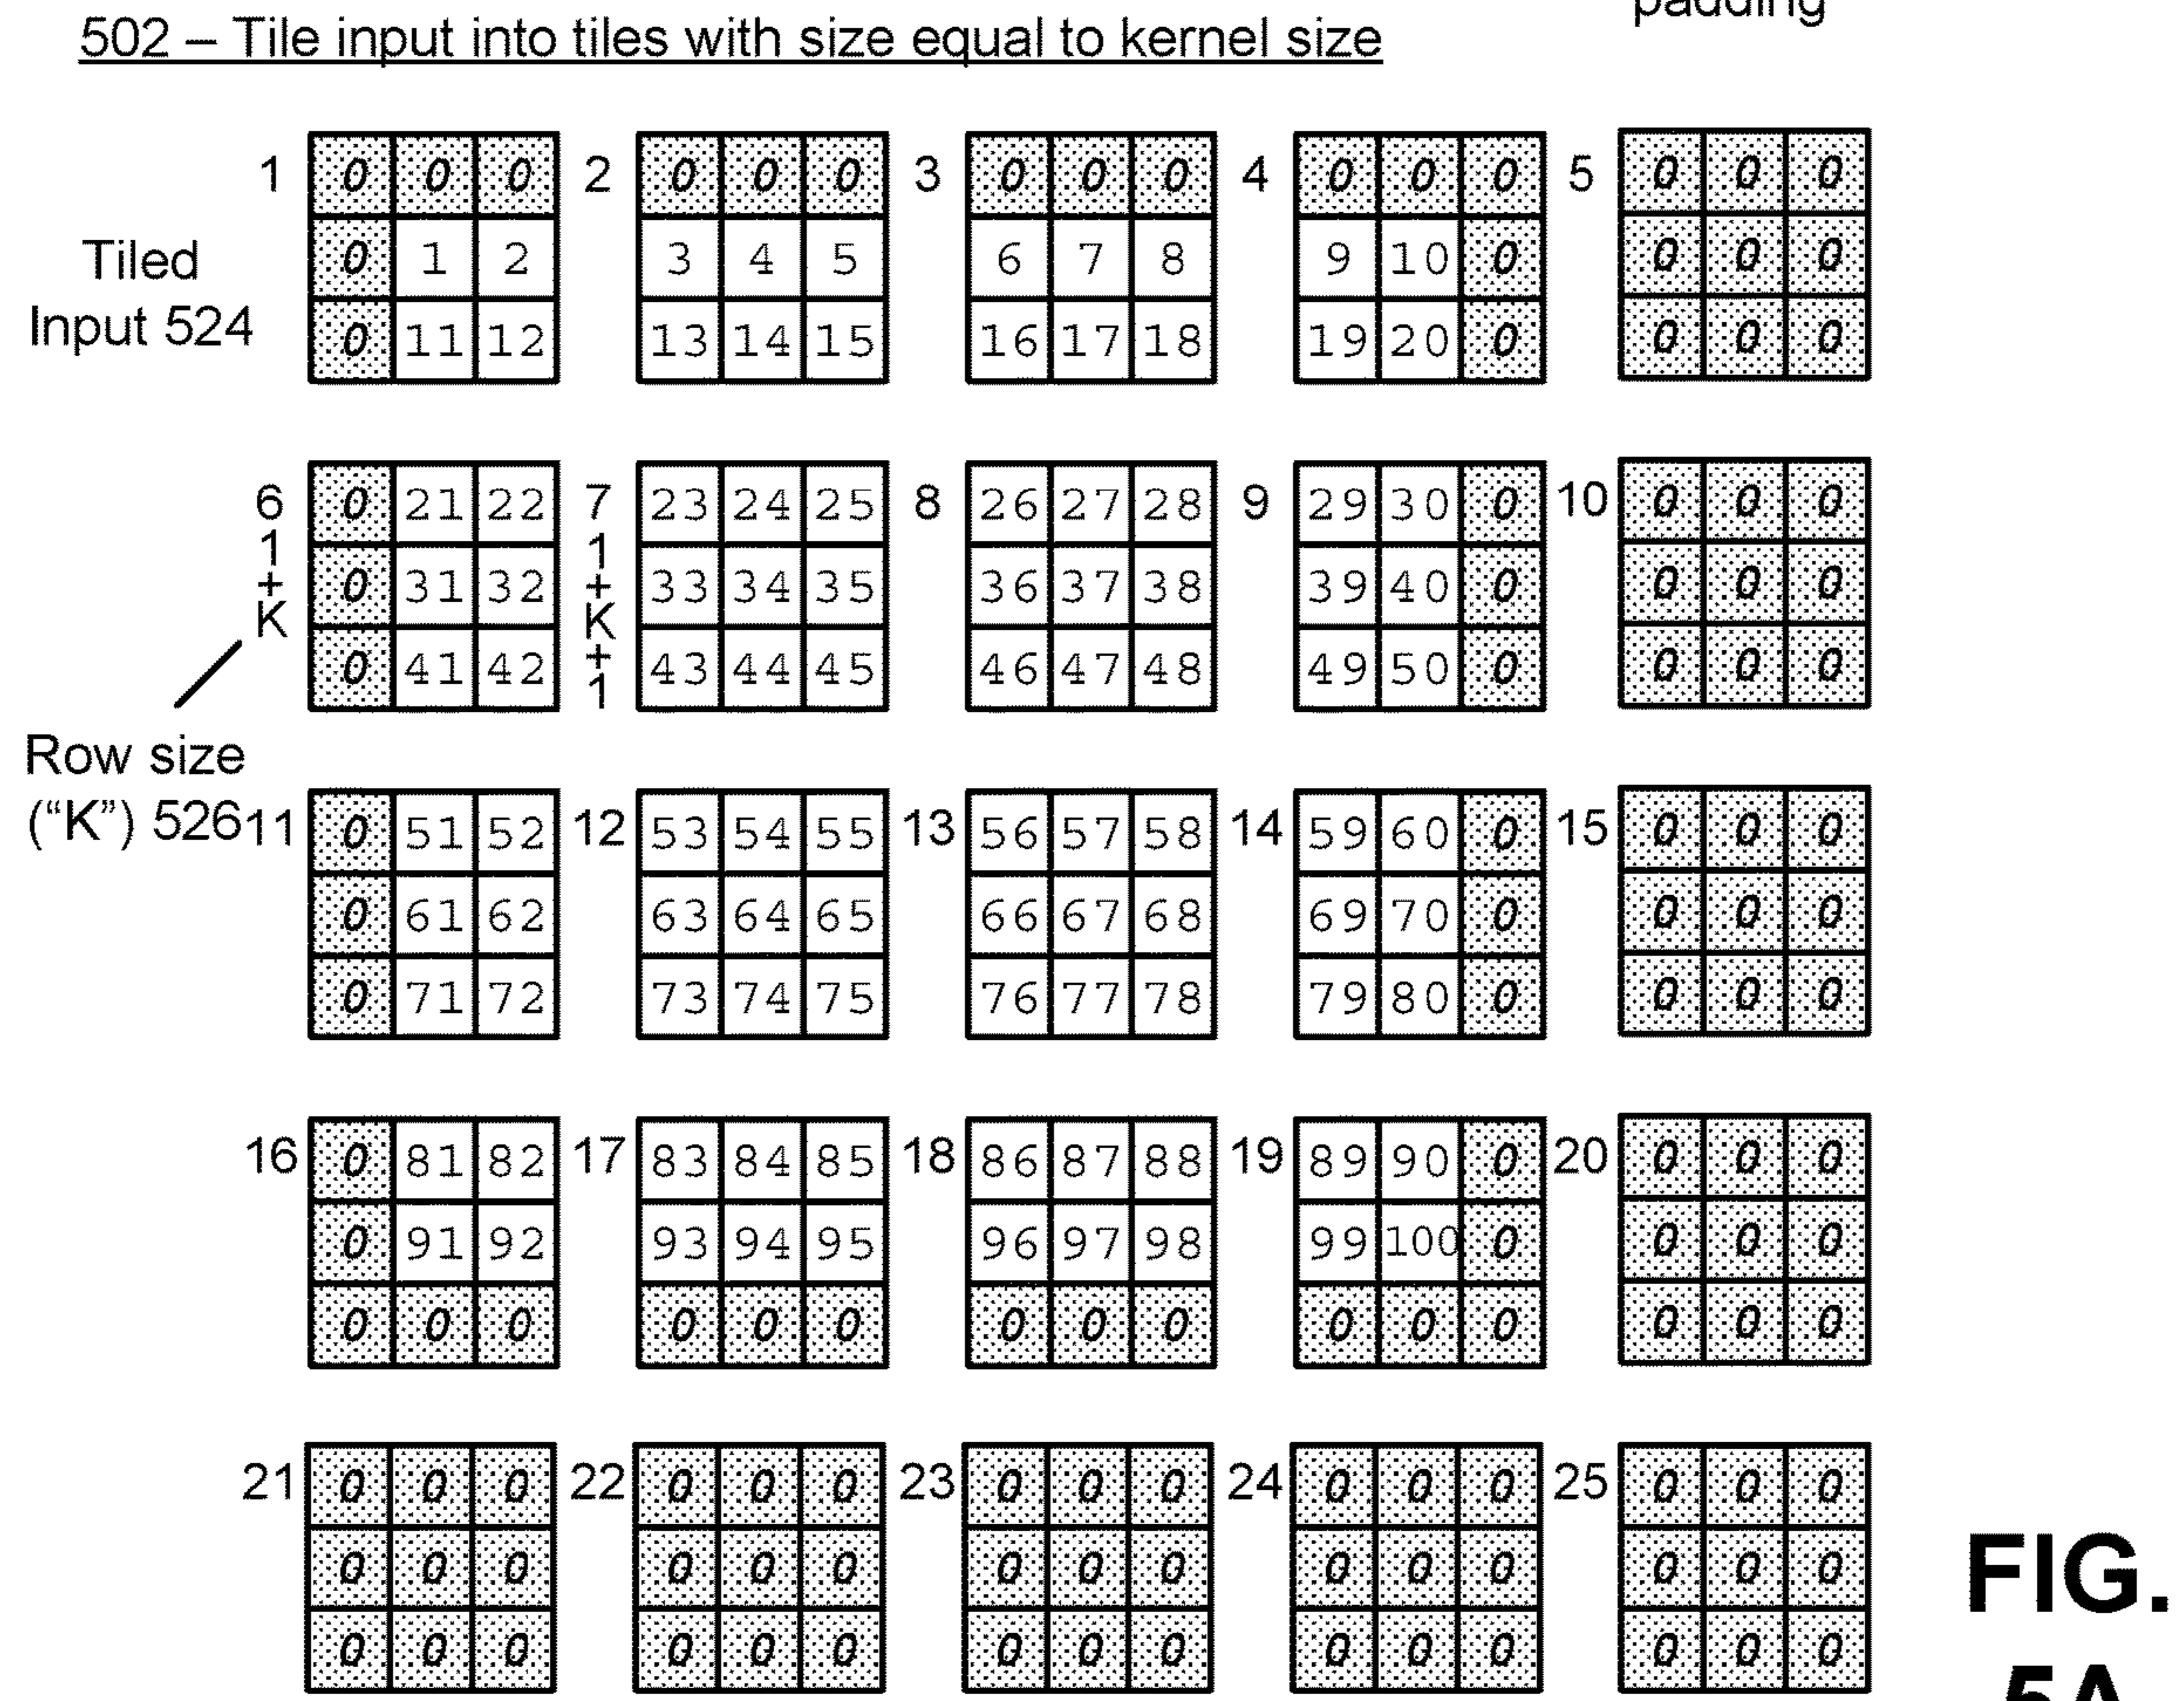 padding
502 – Tile input into tiles with size equal to kernel size
1 0 0 0 2 0 0 0 3 0 0 0 4 0 0 0 5 0 0 0
Tiled 0 1 2 3 4 5 6 7 8 9 10 0 0 0 0
Input 524 0 11 12 13 14 15 16 17 18 19 20 0 0 0 0
6 0 21 22 7 23 24 25 8 26 27 28 9 29 30 0 10 0 0 0
1 1
+ 0 31 32 + 33 34 35 36 37 38 39 40 0 0 0 0
K K
0 41 42 + 43 44 45 46 47 48 49 50 0 0 0 0
1
Row size
("K") 526 11 0 51 52 12 53 54 55 13 56 57 58 14 59 60 0 15 0 0 0
0 61 62 63 64 65 66 67 68 69 70 0 0 0 0
0 71 72 73 74 75 76 77 78 79 80 0 0 0 0
16 0 81 82 17 83 84 85 18 86 87 88 19 89 90 0 20 0 0 0
0 91 92 93 94 95 96 97 98 99 100 0 0 0 0
0 0 0 0 0 0 0 0 0 0 0 0 0 0 0
21 0 0 0 22 0 0 0 23 0 0 0 24 0 0 0 25 0 0 0
0 0 0 0 0 0 0 0 0 0 0 0 0 0 0
0 0 0 0 0 0 0 0 0 0 0 0 0 0 0
FIG.
5A